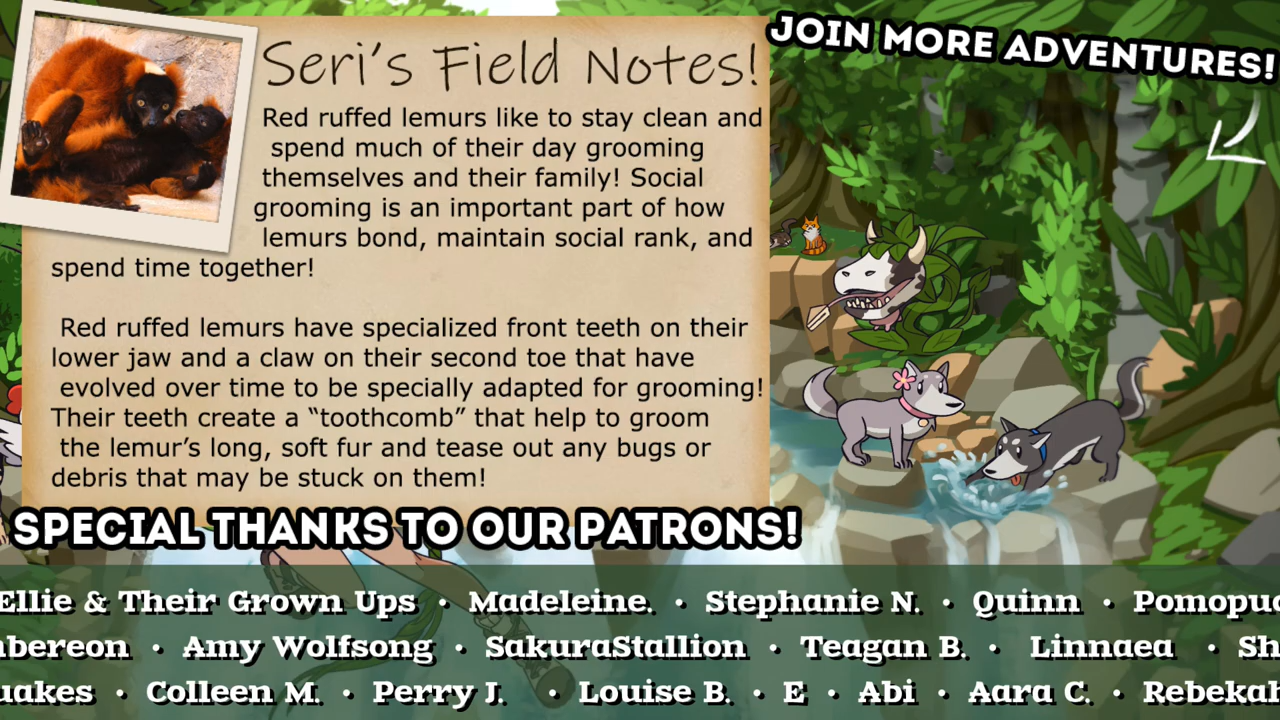 Seri's Field Notes!
JOIN MORE ADVENTURES!
Red ruffed lemurs like to stay clean and
spend much of their day grooming
themselves and their family! Social
grooming is an important part of how
lemurs bond, maintain social rank, and
spend time together!
Red ruffed lemurs have specialized front teeth on their
lower jaw and a claw on their second toe that have
evolved over time to be specially adapted for grooming!
Their teeth create a “toothcomb” that help to groom
the lemur’s long, soft fur and tease out any bugs or
debris that may be stuck on them!
SPECIAL THANKS TO OUR PATRONS!
Ellie & Their Grown Ups · Madeleine. · Stephanie N. · Quinn ·
· Amy Wolfsong · SakuraStallion · Teagan B. · Linnaea ·
· Colleen M. · Perry J. · Louise B. · E · Abi · Aara C. · Rebekah